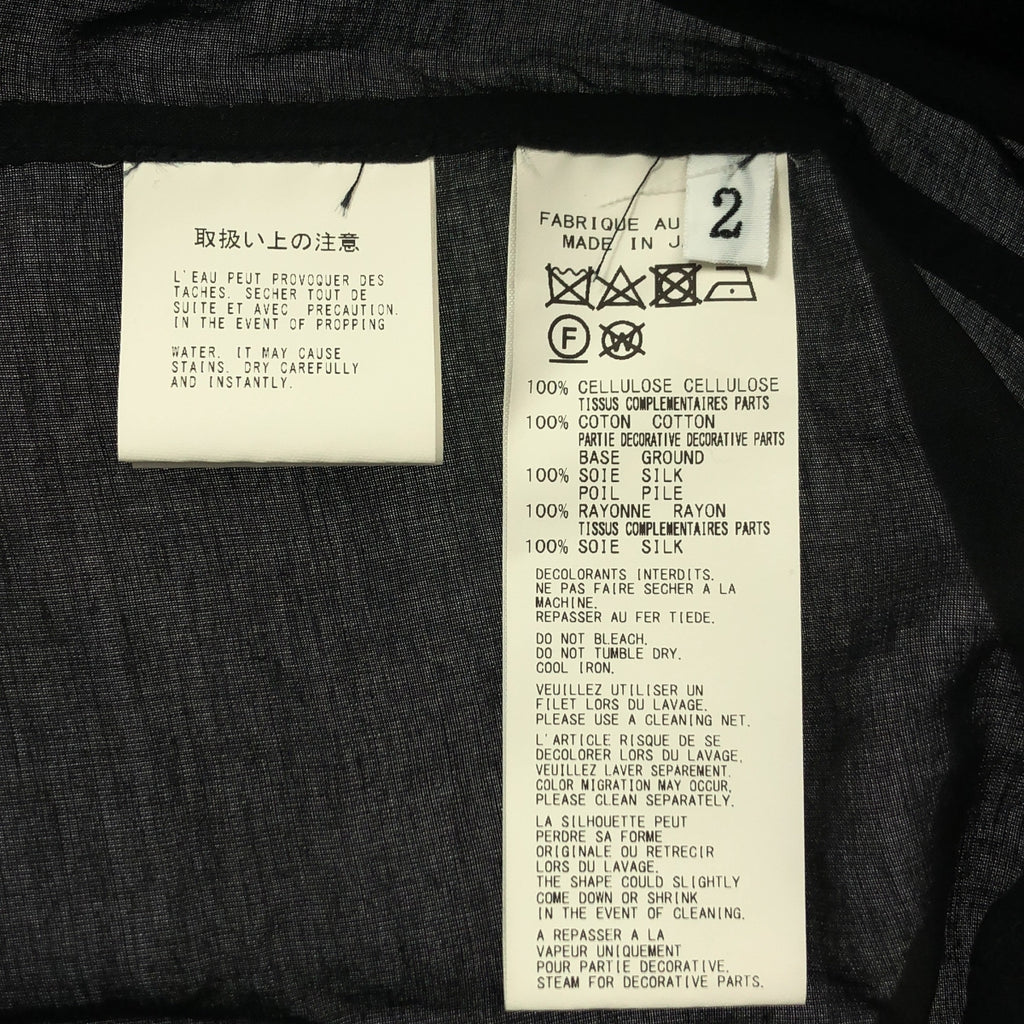 取扱い上の注意
L'EAU PEUT PROVOQUER DES
TACHES. SECHER TOUT DE
SUITE ET AVEC PRECAUTION.
IN THE EVENT OF PROPPING
WATER, IT MAY CAUSE
STAINS. DRY CAREFULLY
AND INSTANTLY.
2
FABRIQUE AU
MADE IN J
F
W
100% CELLULOSE CELLULOSE
TISSUS COMPLEMENTAIRES PARTS
100% COTON COTTON
PARTIE DECORATIVE DECORATIVE PARTS
BASE GROUND
100% SOIE SILK
POIL PILE
100% RAYONNE RAYON
TISSUS COMPLEMENTAIRES PARTS
100% SOIE SILK
DECOLORANTS INTERDITS.
NE PAS FAIRE SECHER A LA
MACHINE.
REPASSER AU FER TIEDE.
DO NOT BLEACH.
DO NOT TUMBLE DRY.
COOL IRON.
VEUILLEZ UTILISER UN
FILET LORS DU LAVAGE.
PLEASE USE A CLEANING NET.
L'ARTICLE RISQUE DE SE
DECOLORER LORS DU LAVAGE,
VEUILLEZ LAVER SEPAREMENT.
COLOR MIGRATION MAY OCCUR,
PLEASE CLEAN SEPARATELY.
LA SILHOUETTE PEUT
PERDRE SA FORME
ORIGINALE OU RETRECIR
LORS DU LAVAGE.
THE SHAPE COULD SLIGHTLY
COME DOWN OR SHRINK
IN THE EVENT OF CLEANING.
A REPASSER A LA
VAPEUR UNIQUEMENT
POUR PARTIE DECORATIVE.
STEAM FOR DECORATIVE PARTS.